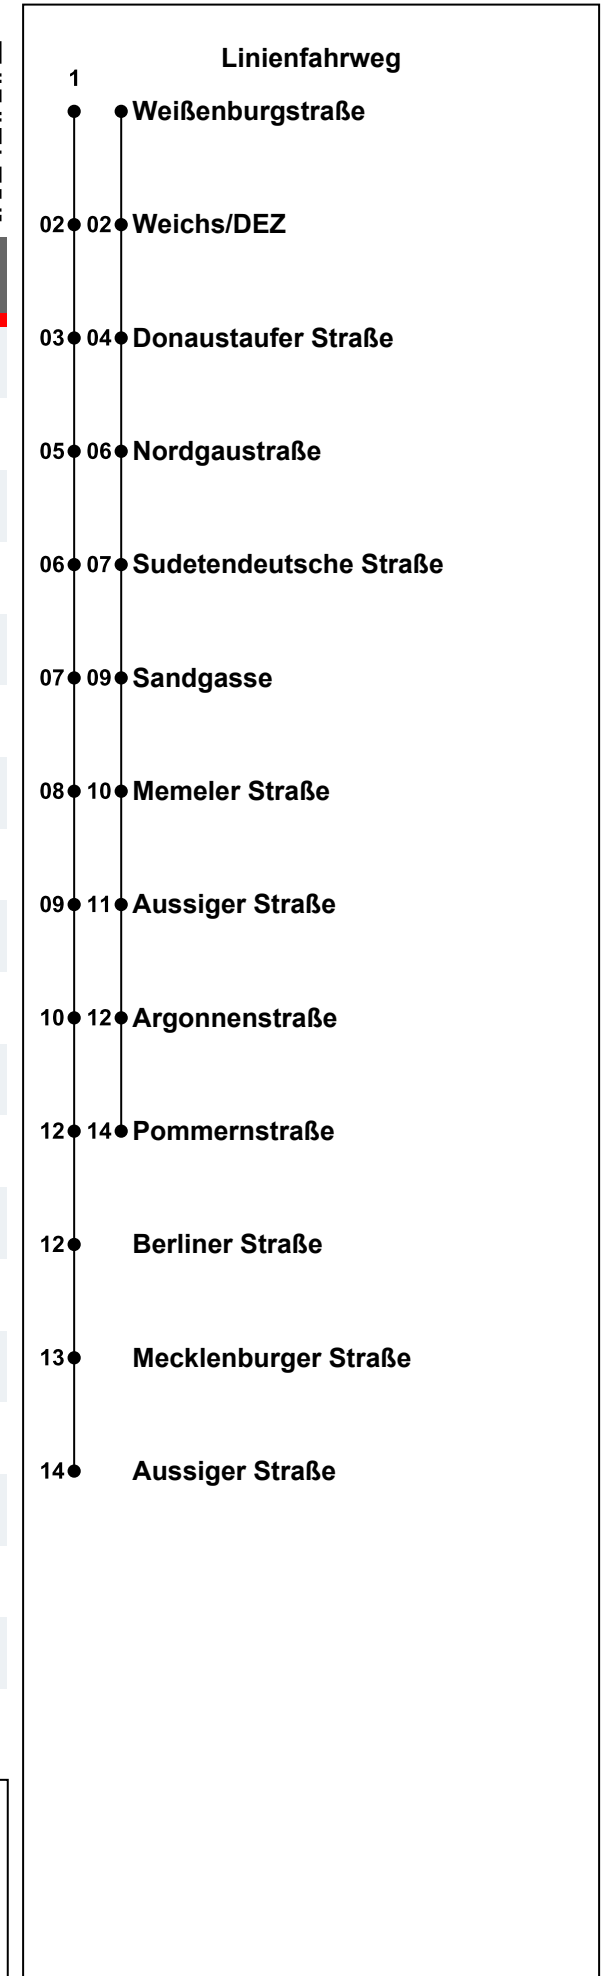 Linienfahrweg
1
Weißenburgstraße
02 02 Weichs/DEZ
03 04 Donaustaufer Straße
05 06 Nordgaustraße
06 07 Sudetendeutsche Straße
07 09 Sandgasse
08 10 Memeler Straße
09 11 Aussiger Straße
10 12 Argonnenstraße
12 14 Pommernstraße
12 Berliner Straße
13 Mecklenburger Straße
14 Aussiger Straße